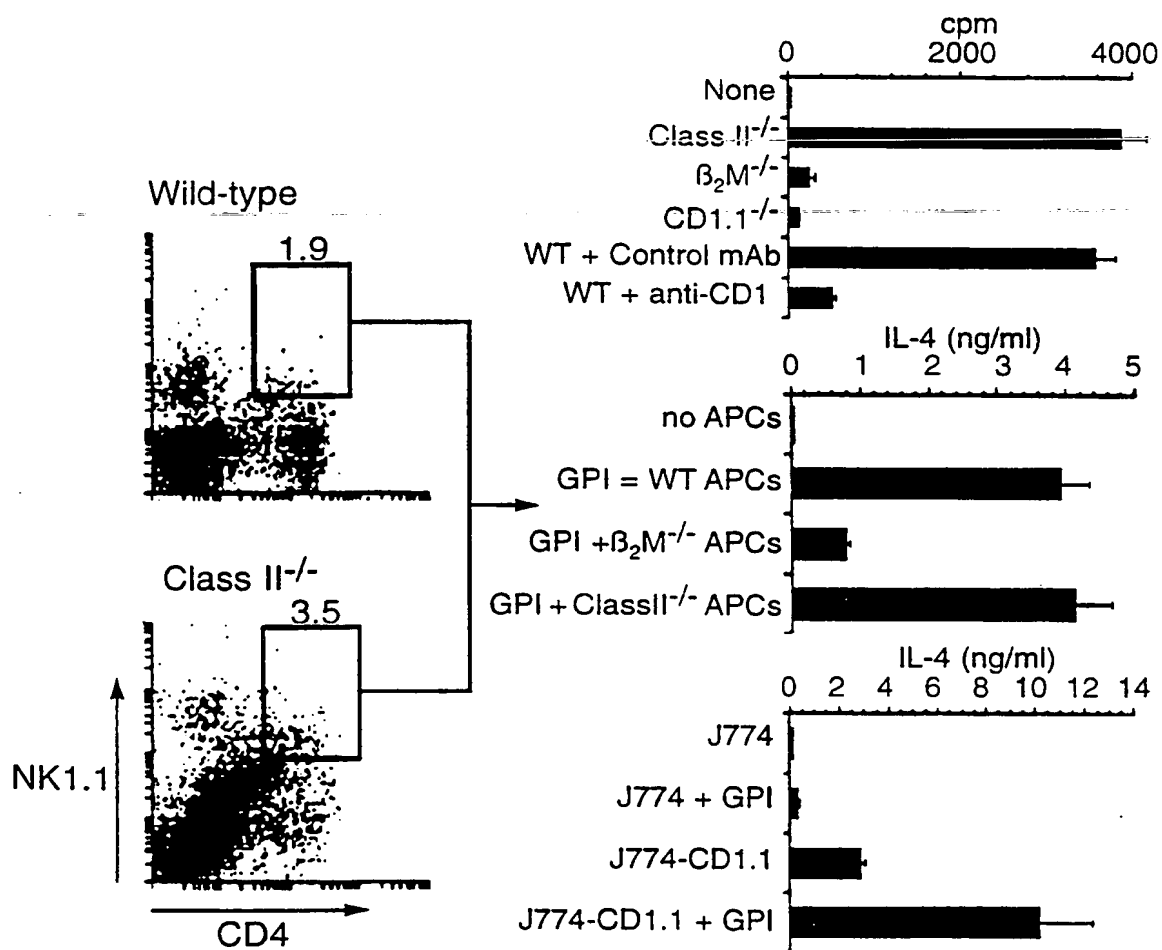 Wild-type
1.9
Class II-/-
3.5
NK1.1
CD4
cpm
0 2000 4000
None
Class II-/-
ß₂M-/-
CD1.1-/-
WT + Control mAb
WT + anti-CD1
IL-4 (ng/ml)
0 1 2 3 4 5
no APCs
GPI = WT APCs
GPI +ß₂M-/- APCs
GPI + ClassII-/- APCs
IL-4 (ng/ml)
0 2 4 6 8 10 12 14
J774
J774 + GPI
J774-CD1.1
J774-CD1.1 + GPI